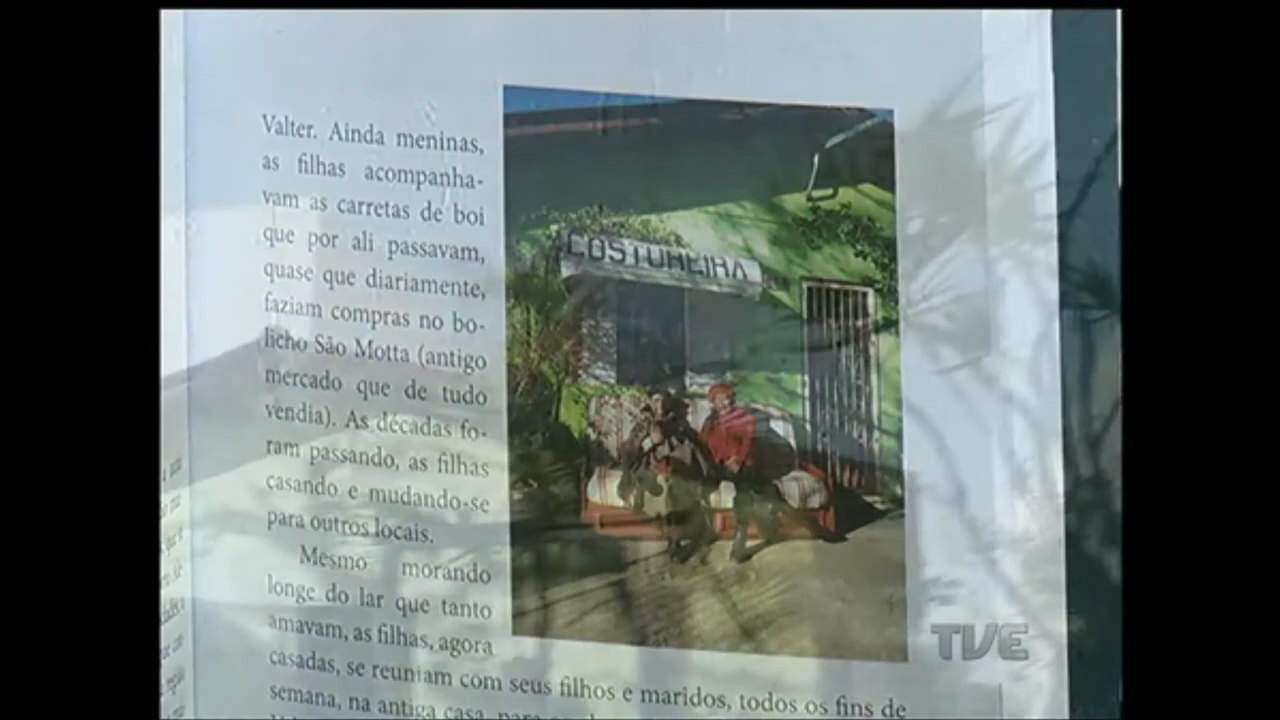 Valter. Ainda meninas,
as filhas acompanha-
vam as carretas de boi
que por ali passavam,
quase que diariamente,
faziam compras no bo-
licho São Motta (antigo
mercado que de tudo
vendia). As décadas fo-
ram passando, as filhas
casando e mudando-se
para outros locais.
Mesmo morando
longe do lar que tanto
amavam, as filhas, agora
casadas, se reuniam com seus filhos e maridos, todos os fins de
semana, na antiga casa,
COSTUREIRA
TVE